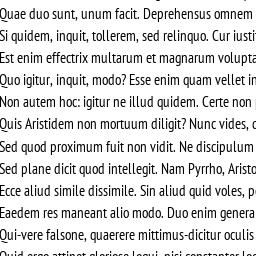 Quae duo sunt, unum facit. Deprehensus omnem
Si quidem, inquit, tollerem, sed relinquo. Cur iusti
Est enim effectrix multarum et magnarum volupta
Quo igitur, inquit, modo? Esse enim quam vellet in
Non autem hoc: igitur ne illud quidem. Certe non
Quis Aristidem non mortuum diligit? Nunc vides, 
Sed quod proximum fuit non vidit. Ne discipulum
Sed plane dicit quod intellegit. Nam Pyrrho, Aristo
Ecce aliud simile dissimile. Sin aliud quid voles, p
Eaedem res maneant alio modo. Duo enim genera
Qui-vere falsone, quaerere mittimus-dicitur oculis